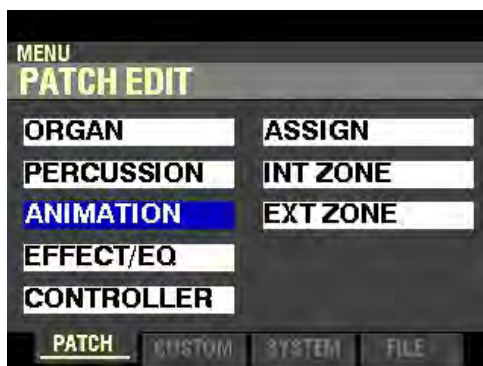 MENU
PATCH EDIT
ORGAN
ASSIGN
PERCUSSION
INT ZONE
ANIMATION
EXT ZONE
EFFECT/EQ
CONTROLLER
PATCH CUSTOM SYSTEM FILE